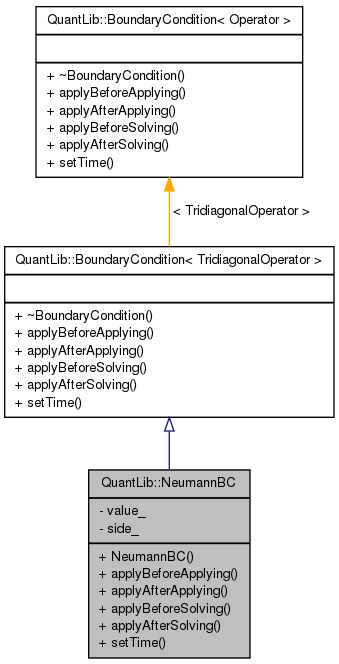 QuantLib::BoundaryCondition< Operator >
+ ~BoundaryCondition()
+ applyBeforeApplying()
+ applyAfterApplying()
+ applyBeforeSolving()
+ applyAfterSolving()
+ setTime()
< TridiagonalOperator >
QuantLib::BoundaryCondition< TridiagonalOperator >
+ ~BoundaryCondition()
+ applyBeforeApplying()
+ applyAfterApplying()
+ applyBeforeSolving()
+ applyAfterSolving()
+ setTime()
QuantLib::NeumannBC
- value_
- side_
+ NeumannBC()
+ applyBeforeApplying()
+ applyAfterApplying()
+ applyBeforeSolving()
+ applyAfterSolving()
+ setTime()